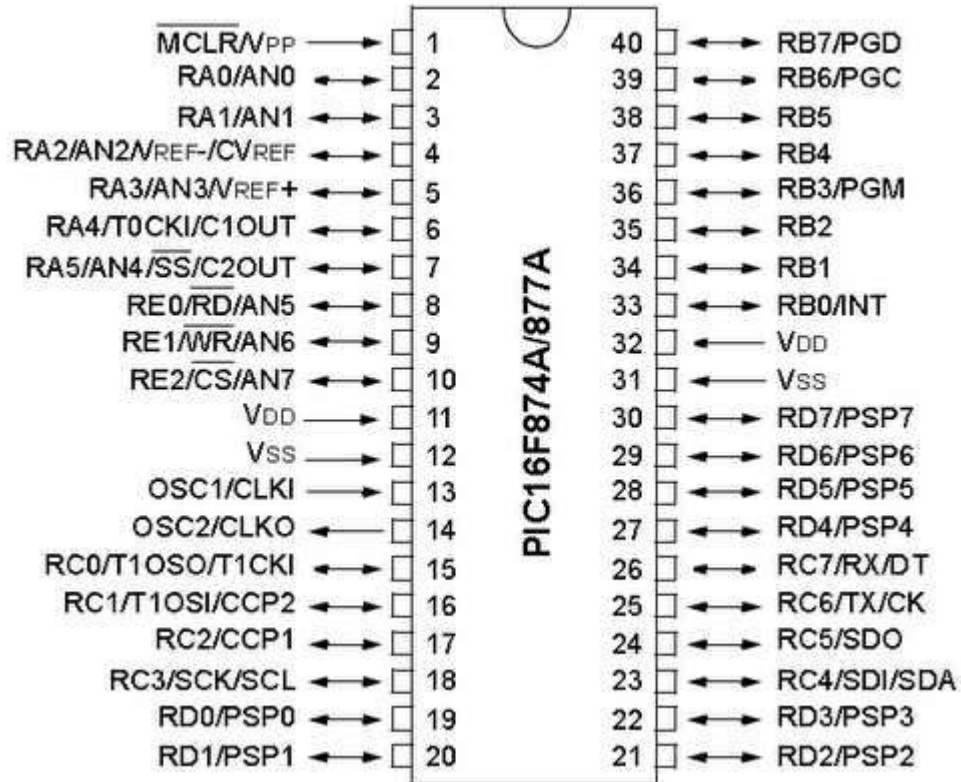 MCLR/VPP 1 40 RB7/PGD
RA0/AN0 2 39 RB6/PGC
RA1/AN1 3 38 RB5
RA2/AN2/VREF-/CVREF 4 37 RB4
RA3/AN3/VREF+ 5 36 RB3/PGM
RA4/T0CKI/C1OUT 6 35 RB2
RA5/AN4/SS/C2OUT 7 34 RB1
RE0/RD/AN5 8 33 RB0/INT
RE1/WR/AN6 9 32 VDD
RE2/CS/AN7 10 31 VSS
VDD 11 30 RD7/PSP7
VSS 12 29 RD6/PSP6
OSC1/CLKI 13 28 RD5/PSP5
OSC2/CLKO 14 27 RD4/PSP4
RC0/T1OSO/T1CKI 15 26 RC7/RX/DT
RC1/T1OSI/CCP2 16 25 RC6/TX/CK
RC2/CCP1 17 24 RC5/SDO
RC3/SCK/SCL 18 23 RC4/SDI/SDA
RD0/PSP0 19 22 RD3/PSP3
RD1/PSP1 20 21 RD2/PSP2
PIC16F874A/877A